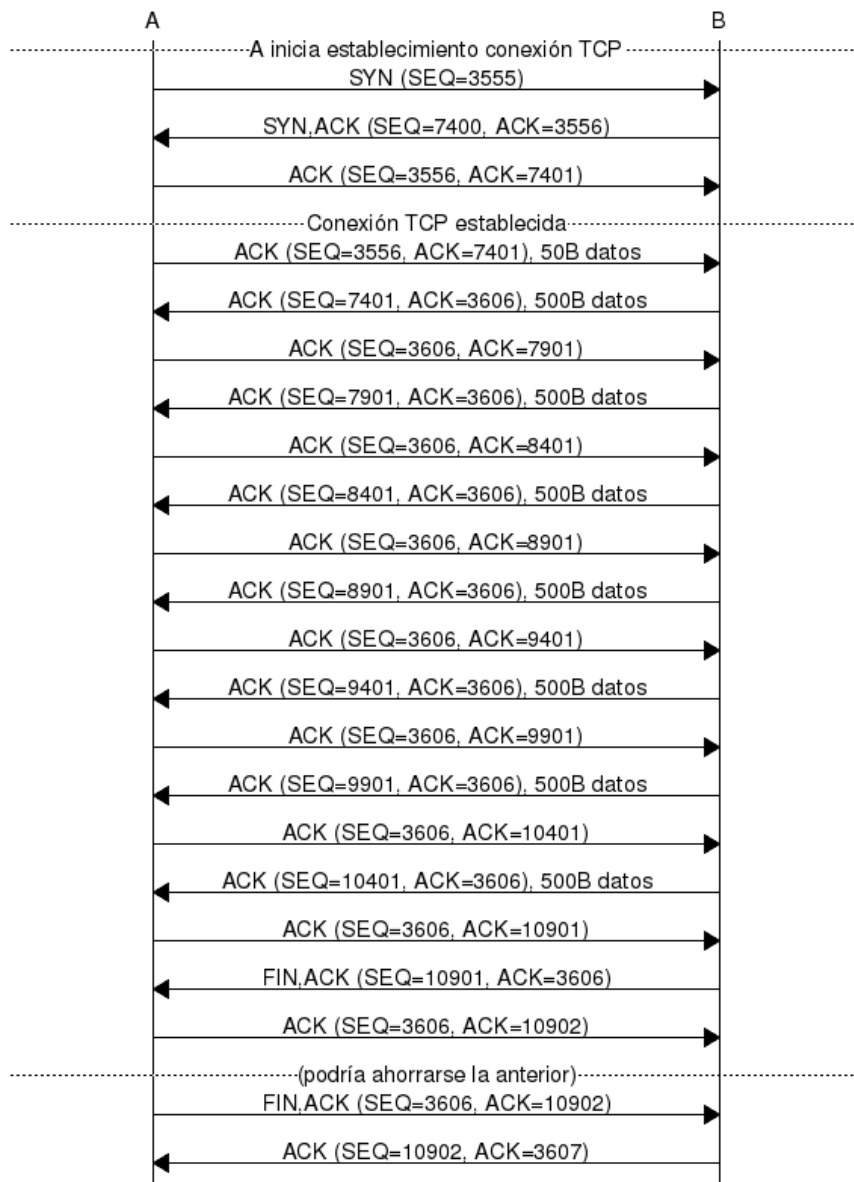 A
B
A inicia establecimiento conexión TCP
SYN (SEQ=3555)
SYN,ACK (SEQ=7400, ACK=3556)
ACK (SEQ=3556, ACK=7401)
Conexión TCP establecida
ACK (SEQ=3556, ACK=7401), 50B datos
ACK (SEQ=7401, ACK=3606), 500B datos
ACK (SEQ=3606, ACK=7901)
ACK (SEQ=7901, ACK=3606), 500B datos
ACK (SEQ=3606, ACK=8401)
ACK (SEQ=8401, ACK=3606), 500B datos
ACK (SEQ=3606, ACK=8901)
ACK (SEQ=8901, ACK=3606), 500B datos
ACK (SEQ=3606, ACK=9401)
ACK (SEQ=9401, ACK=3606), 500B datos
ACK (SEQ=3606, ACK=9901)
ACK (SEQ=9901, ACK=3606), 500B datos
ACK (SEQ=3606, ACK=10401)
ACK (SEQ=10401, ACK=3606), 500B datos
ACK (SEQ=3606, ACK=10901)
FIN,ACK (SEQ=10901, ACK=3606)
ACK (SEQ=3606, ACK=10902)
(podría ahorrarse la anterior)
FIN,ACK (SEQ=3606, ACK=10902)
ACK (SEQ=10902, ACK=3607)